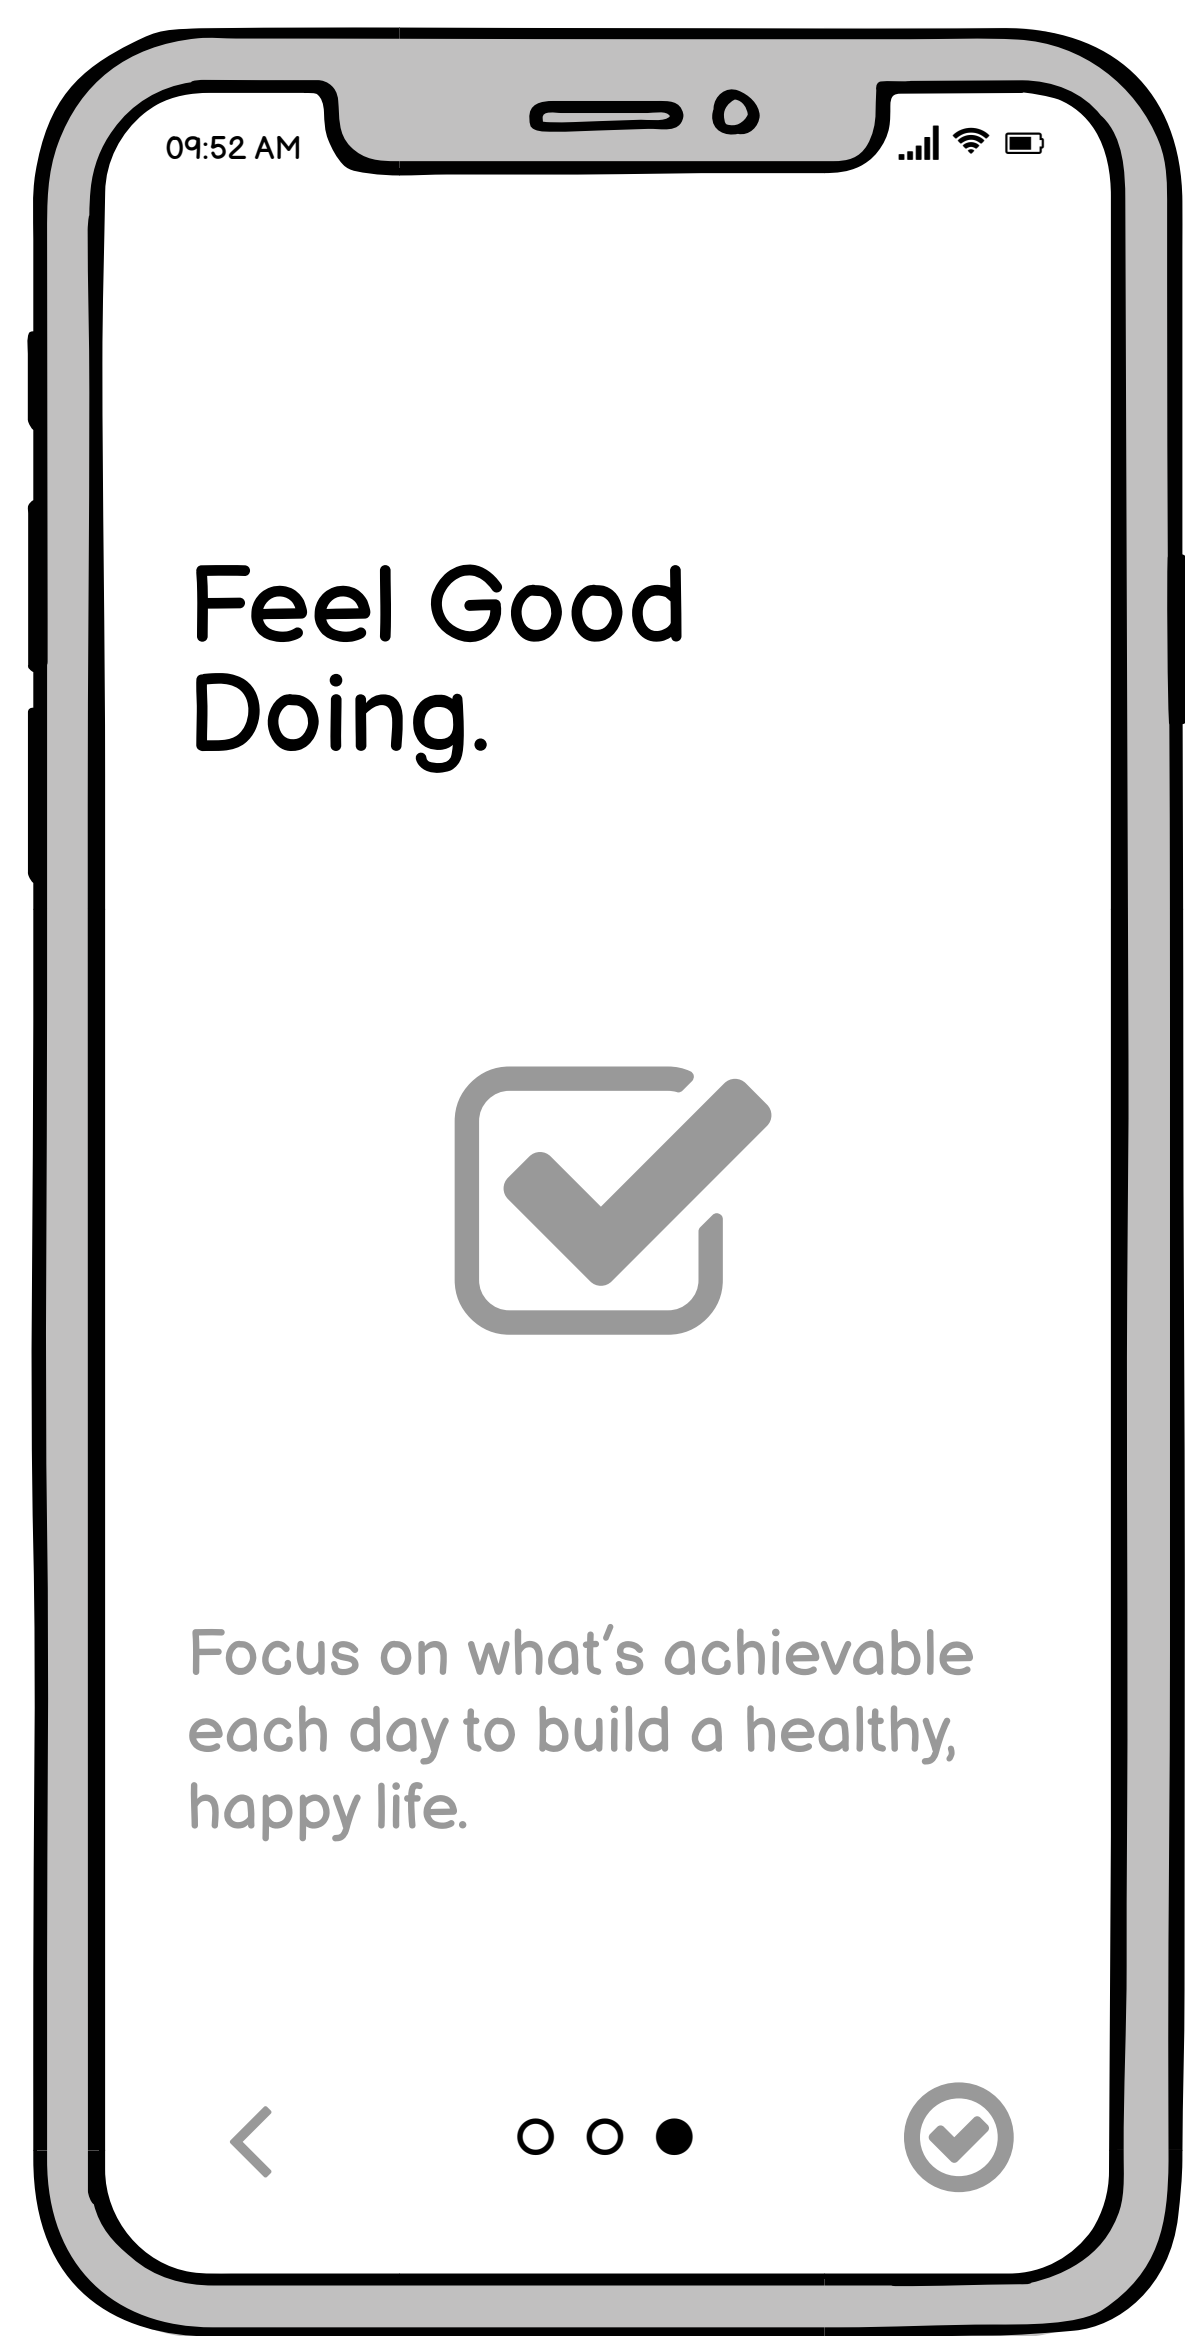 09:52 AM
Feel Good
Doing.
Focus on what's achievable
each day to build a healthy,
happy life.